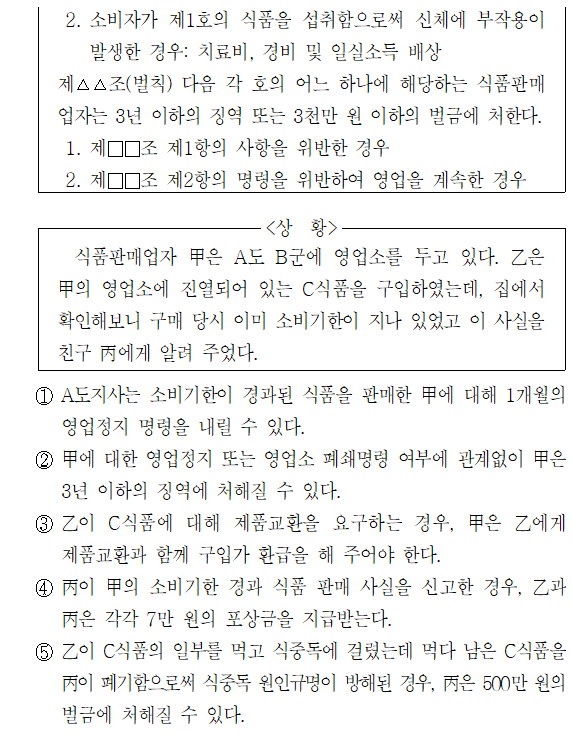 2. 소비자가 제1호의 식품을 섭취함으로써 신체에 부작용이
발생한 경우: 치료비, 경비 및 일실소득 배상
제△△조(벌칙) 다음 각 호의 어느 하나에 해당하는 식품판매
업자는 3년 이하의 징역 또는 3천만 원 이하의 벌금에 처한다.
1. 제□□조 제1항의 사항을 위반한 경우
2. 제□□조 제2항의 명령을 위반하여 영업을 계속한 경우
<상 황>
식품판매업자 甲은 A도 B군에 영업소를 두고 있다. 乙은
甲의 영업소에 진열되어 있는 C식품을 구입하였는데, 집에서
확인해보니 구매 당시 이미 소비기한이 지나 있었고 이 사실을
친구 丙에게 알려 주었다.
① A도지사는 소비기한이 경과된 식품을 판매한 甲에 대해 1개월의
영업정지 명령을 내릴 수 있다.
② 甲에 대한 영업정지 또는 영업소 폐쇄명령 여부에 관계없이 甲은
3년 이하의 징역에 처해질 수 있다.
③ 乙이 C식품에 대해 제품교환을 요구하는 경우, 甲은 乙에게
제품교환과 함께 구입가 환급을 해 주어야 한다.
④ 丙이 甲의 소비기한 경과 식품 판매 사실을 신고한 경우, 乙과
丙은 각각 7만 원의 포상금을 지급받는다.
⑤ 乙이 C식품의 일부를 먹고 식중독에 걸렸는데 먹다 남은 C식품을
丙이 폐기함으로써 식중독 원인규명이 방해된 경우, 丙은 500만 원의
벌금에 처해질 수 있다.